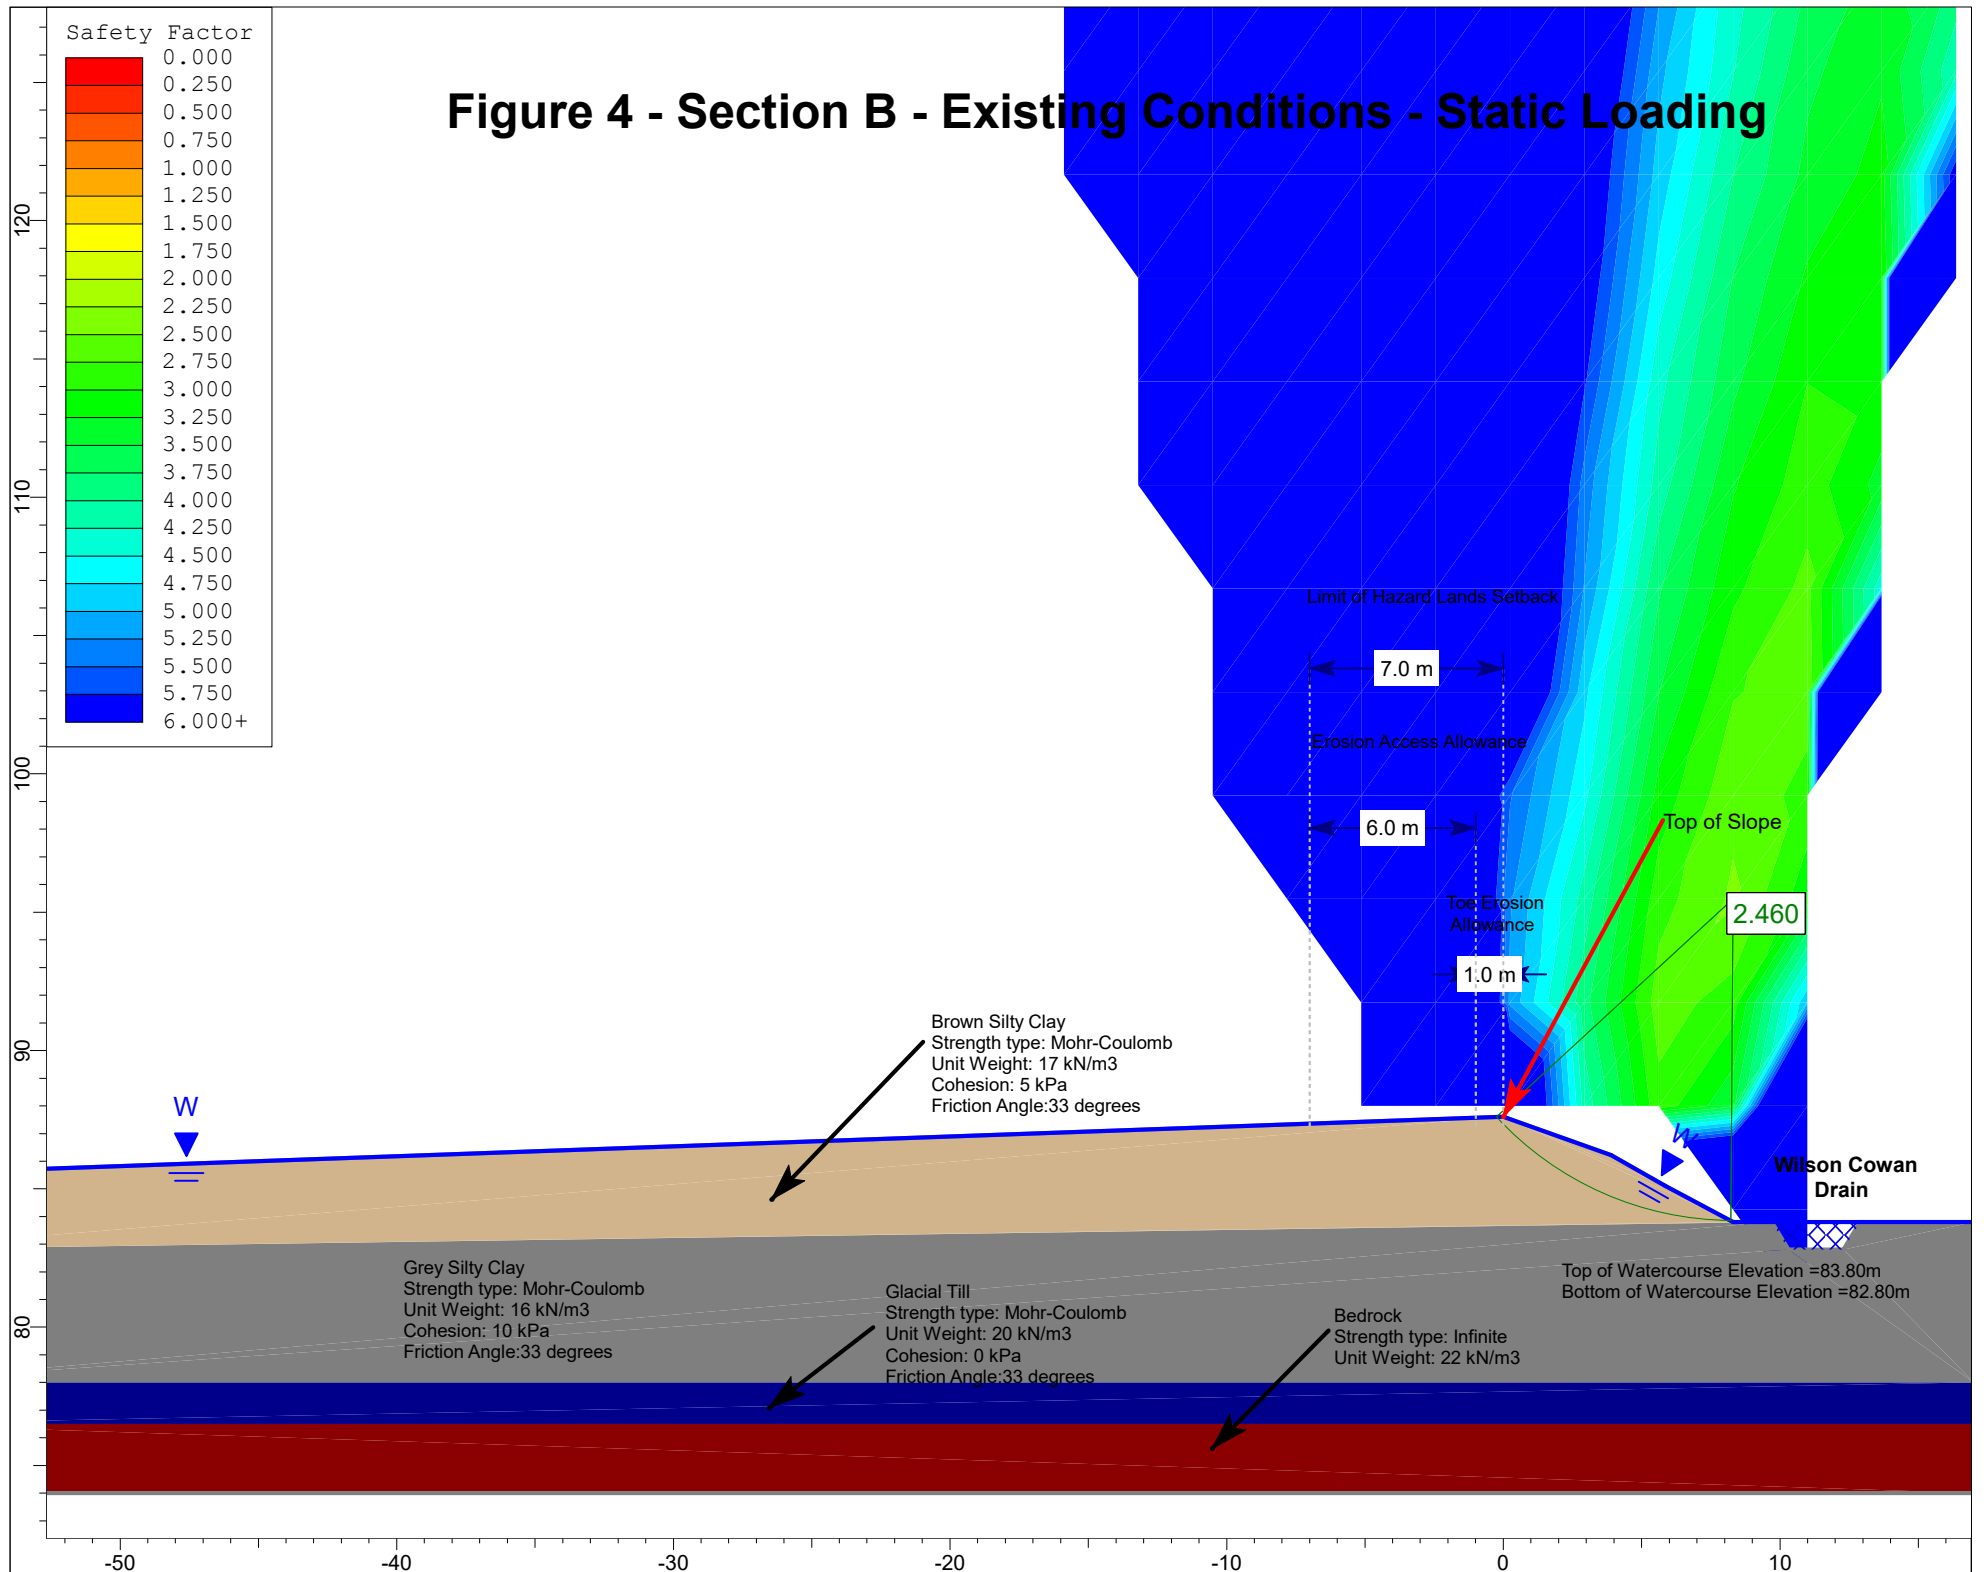 Safety Factor
0.000
0.250
0.500
0.750
1.000
1.250
1.500
1.750
2.000
2.250
2.500
2.750
3.000
3.250
3.500
3.750
4.000
4.250
4.500
4.750
5.000
5.250
5.500
5.750
6.000+
Figure 4 - Section B - Existing Conditions - Static Loading
120
110
100
90
80
Limit of Hazard Lands Setback
7.0 m
Erosion Access Allowance
6.0 m
Top of Slope
Toe Erosion
Allowance
2.460
1.0 m
Brown Silty Clay
Strength type: Mohr-Coulomb
Unit Weight: 17 kN/m3
Cohesion: 5 kPa
Friction Angle:33 degrees
W
W
Wilson Cowan
Drain
Grey Silty Clay
Strength type: Mohr-Coulomb
Unit Weight: 16 kN/m3
Cohesion: 10 kPa
Friction Angle:33 degrees
Glacial Till
Strength type: Mohr-Coulomb
Unit Weight: 20 kN/m3
Cohesion: 0 kPa
Friction Angle:33 degrees
Bedrock
Strength type: Infinite
Unit Weight: 22 kN/m3
Top of Watercourse Elevation =83.80m
Bottom of Watercourse Elevation =82.80m
-50 -40 -30 -20 -10 0 10